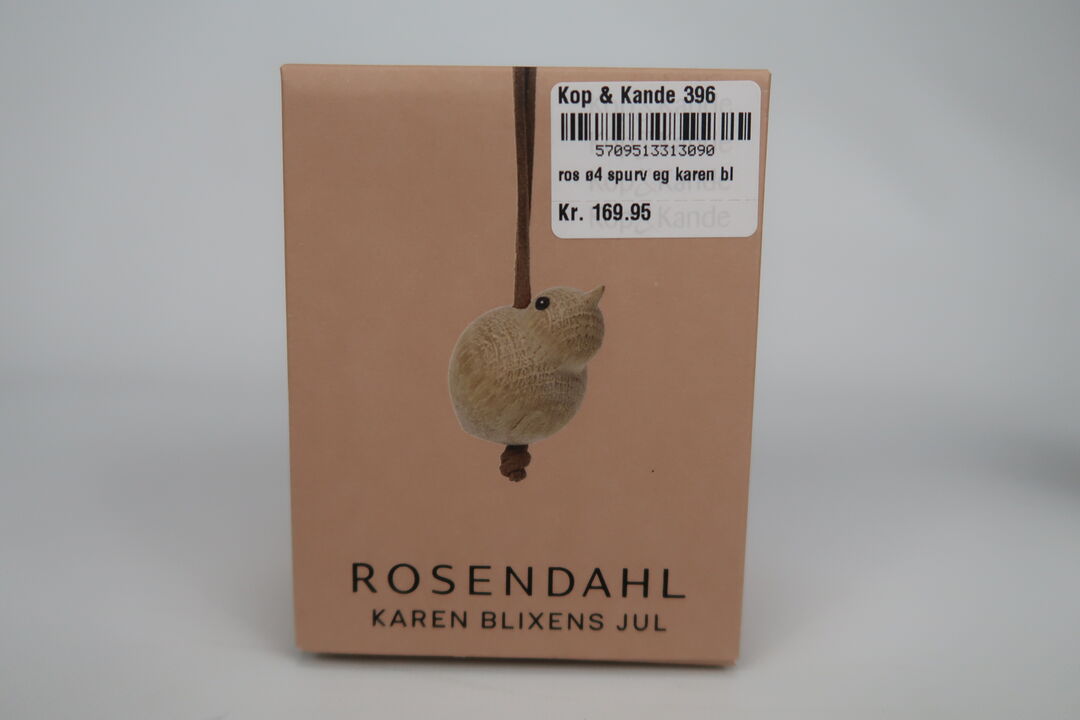 Kop & Kande 396
5709513313090
ros ø4 spurv eg karen bl
Kr. 169.95
ROSENDAHL
KAREN BLIXENS JUL